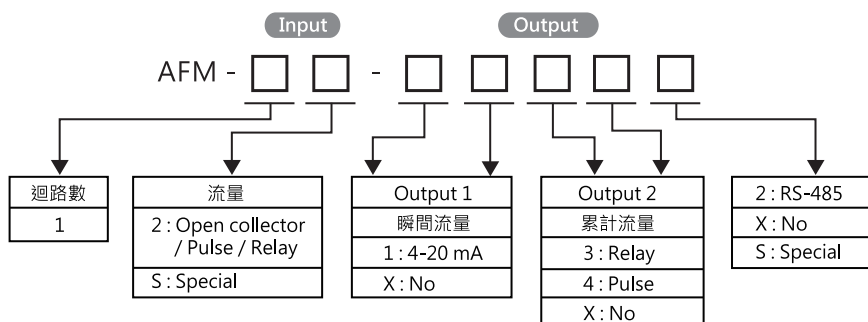 Input
Output
AFM - □ □ - □ □ □ □ □
迴路數
1
流量
2 : Open collector
/ Pulse / Relay
S : Special
Output 1
瞬間流量
1 : 4-20 mA
X : No
Output 2
累計流量
3 : Relay
4 : Pulse
X : No
2 : RS-485
X : No
S : Special